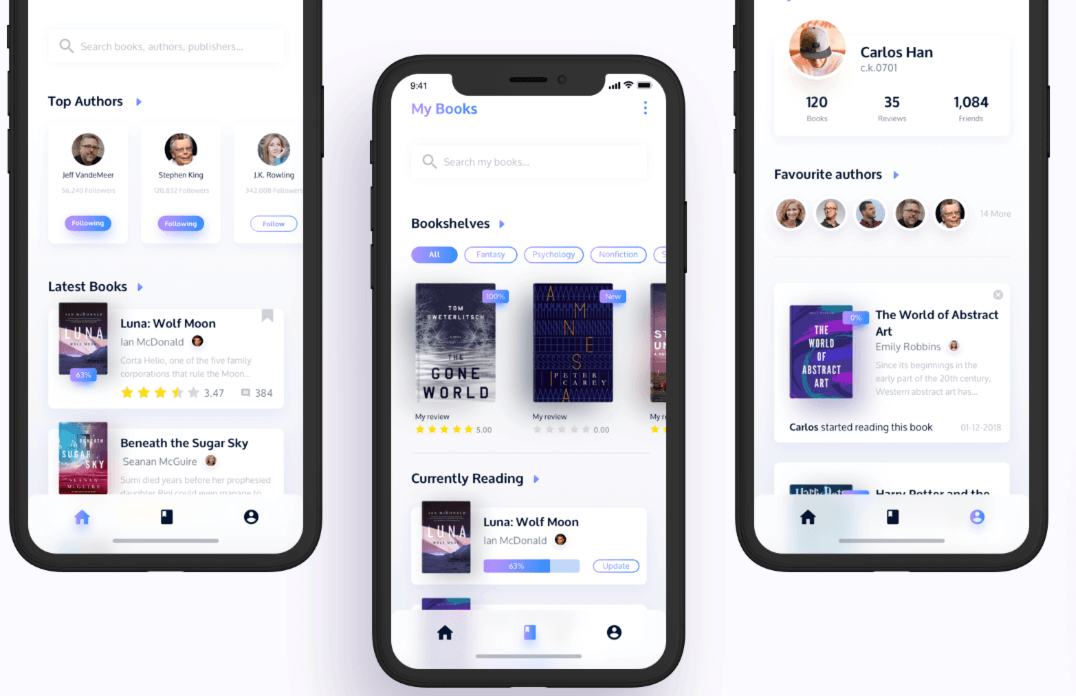 Search books, authors, publishers...
Top Authors
Jeff VandeMeer
56,240 Followers
Following
Stephen King
120,832 Followers
Following
J.K. Rowling
342,008 Followers
Follow
Latest Books
LUNA
63%
Luna: Wolf Moon
Ian McDonald
Corta Helio, one of the five family
corporations that rule the Moon...
3.47
384
BENEATH
THE
SUGAR
SKY
SEANAN
McGUIRE
Beneath the Sugar Sky
Seanan McGuire
Sumi died years before her prophesied
daughter Rini could even manage to
9:41
My Books
Search my books...
Bookshelves
All
Fantasy
Psychology
Nonfiction
S
100%
TOM
SWETERLITSCH
THE
GONE
WORLD
My review
5.00
New
AMNESIA
PETER
CAREY
My review
0.00
ST
UN
My r
Currently Reading
IAN McDONALD
LUNA
WOLF MOON
Luna: Wolf Moon
Ian McDonald
63%
Update
Carlos Han
c.k.0701
120
Books
35
Reviews
1,084
Friends
Favourite authors
14 More
0%
THE
WORLD
OF
ABSTRACT
ART
The World of Abstract
Art
Emily Robbins
Since its beginnings in the
early part of the 20th century,
Western abstract art has...
Carlos started reading this book
01-12-2018
Harry Potter and the